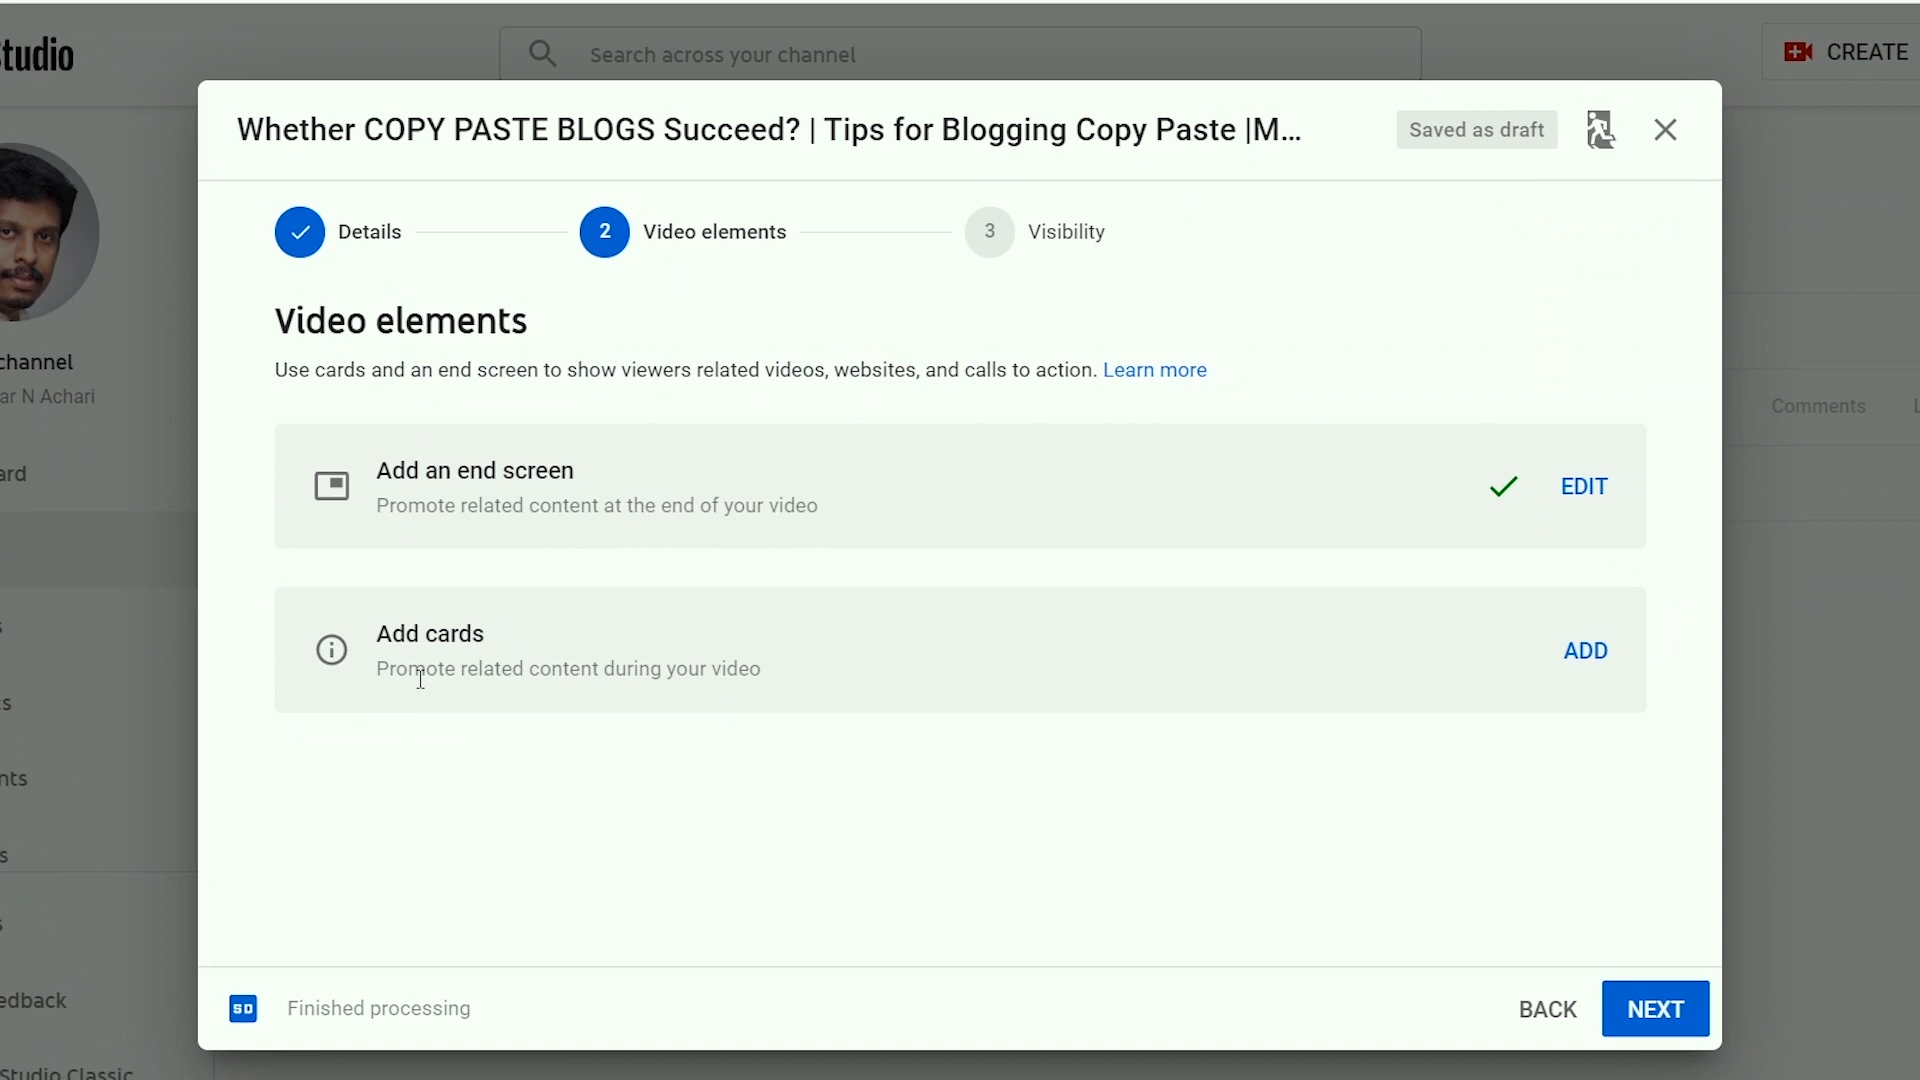 Studio
Search across your channel
CREATE
Whether COPY PASTE BLOGS Succeed? | Tips for Blogging Copy Paste |M...
Saved as draft
Details
2
Video elements
3
Visibility
Video elements
Use cards and an end screen to show viewers related videos, websites, and calls to action. Learn more
channel
ar N Achari
Comments
Add an end screen
Promote related content at the end of your video
EDIT
ard
Add cards
Promote related content during your video
ADD
nts
edback
SD
Finished processing
BACK
NEXT
Studio Classic